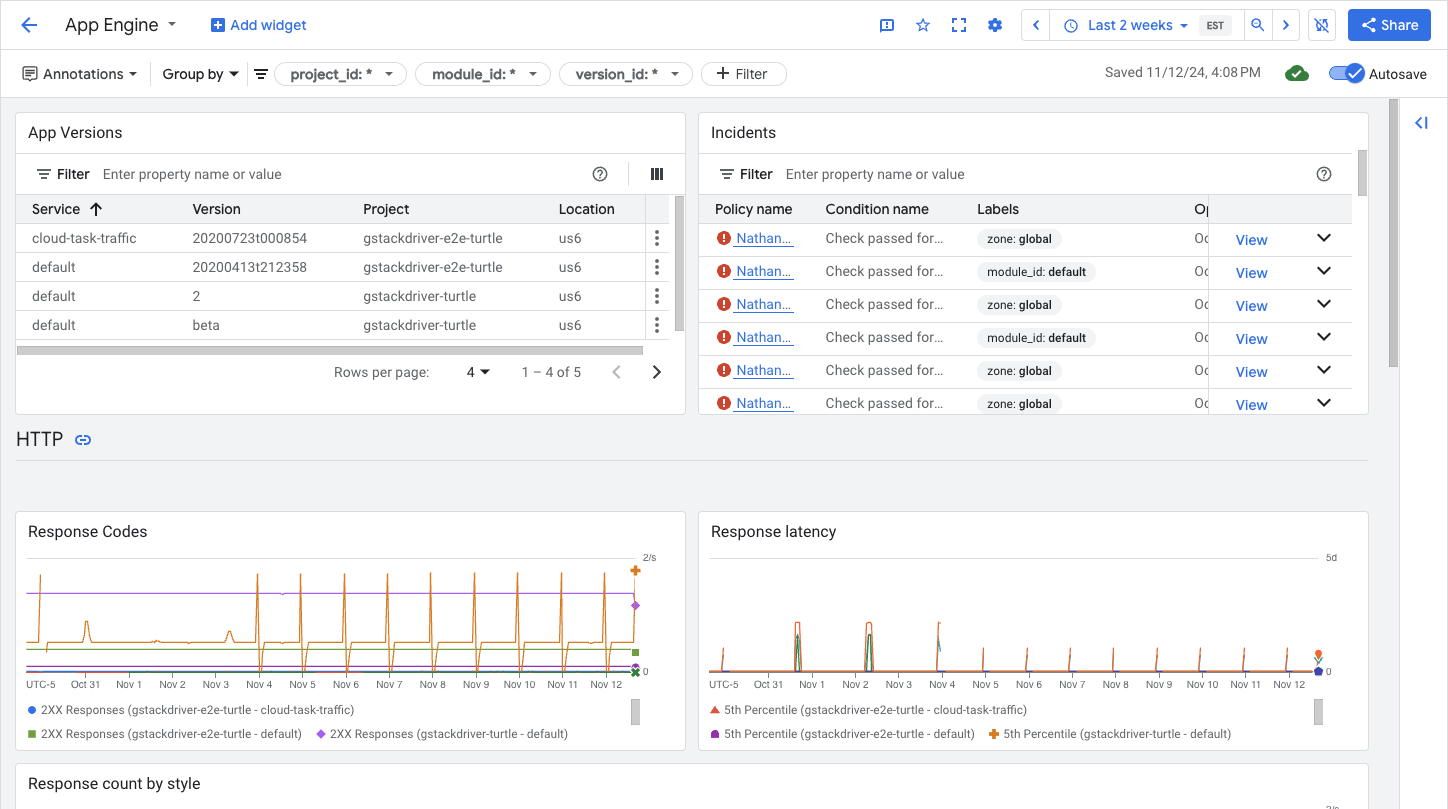 App Engine Add widget Last 2 weeks EST Share
Annotations Group by project_id: * module_id: * version_id: * Filter Saved 11/12/24, 4:08 PM Autosave
App Versions
Filter Enter property name or value
Service Version Project Location
cloud-task-traffic 20200723t000854 gstackdriver-e2e-turtle us6
default 20200413t212358 gstackdriver-e2e-turtle us6
default 2 gstackdriver-turtle us6
default beta gstackdriver-turtle us6
Rows per page: 4 1 – 4 of 5
Incidents
Filter Enter property name or value
Policy name Condition name Labels
Nathan... Check passed for... zone: global View
Nathan... Check passed for... module_id: default View
Nathan... Check passed for... zone: global View
Nathan... Check passed for... module_id: default View
Nathan... Check passed for... zone: global View
Nathan... Check passed for... zone: global View
HTTP
Response Codes
2/s
0
UTC-5 Oct 31 Nov 1 Nov 2 Nov 3 Nov 4 Nov 5 Nov 6 Nov 7 Nov 8 Nov 9 Nov 10 Nov 11 Nov 12
2XX Responses (gstackdriver-e2e-turtle - cloud-task-traffic)
2XX Responses (gstackdriver-e2e-turtle - default) 2XX Responses (gstackdriver-turtle - default)
Response latency
5d
0
UTC-5 Oct 31 Nov 1 Nov 2 Nov 3 Nov 4 Nov 5 Nov 6 Nov 7 Nov 8 Nov 9 Nov 10 Nov 11 Nov 12
5th Percentile (gstackdriver-e2e-turtle - cloud-task-traffic)
5th Percentile (gstackdriver-e2e-turtle - default) 5th Percentile (gstackdriver-turtle - default)
Response count by style